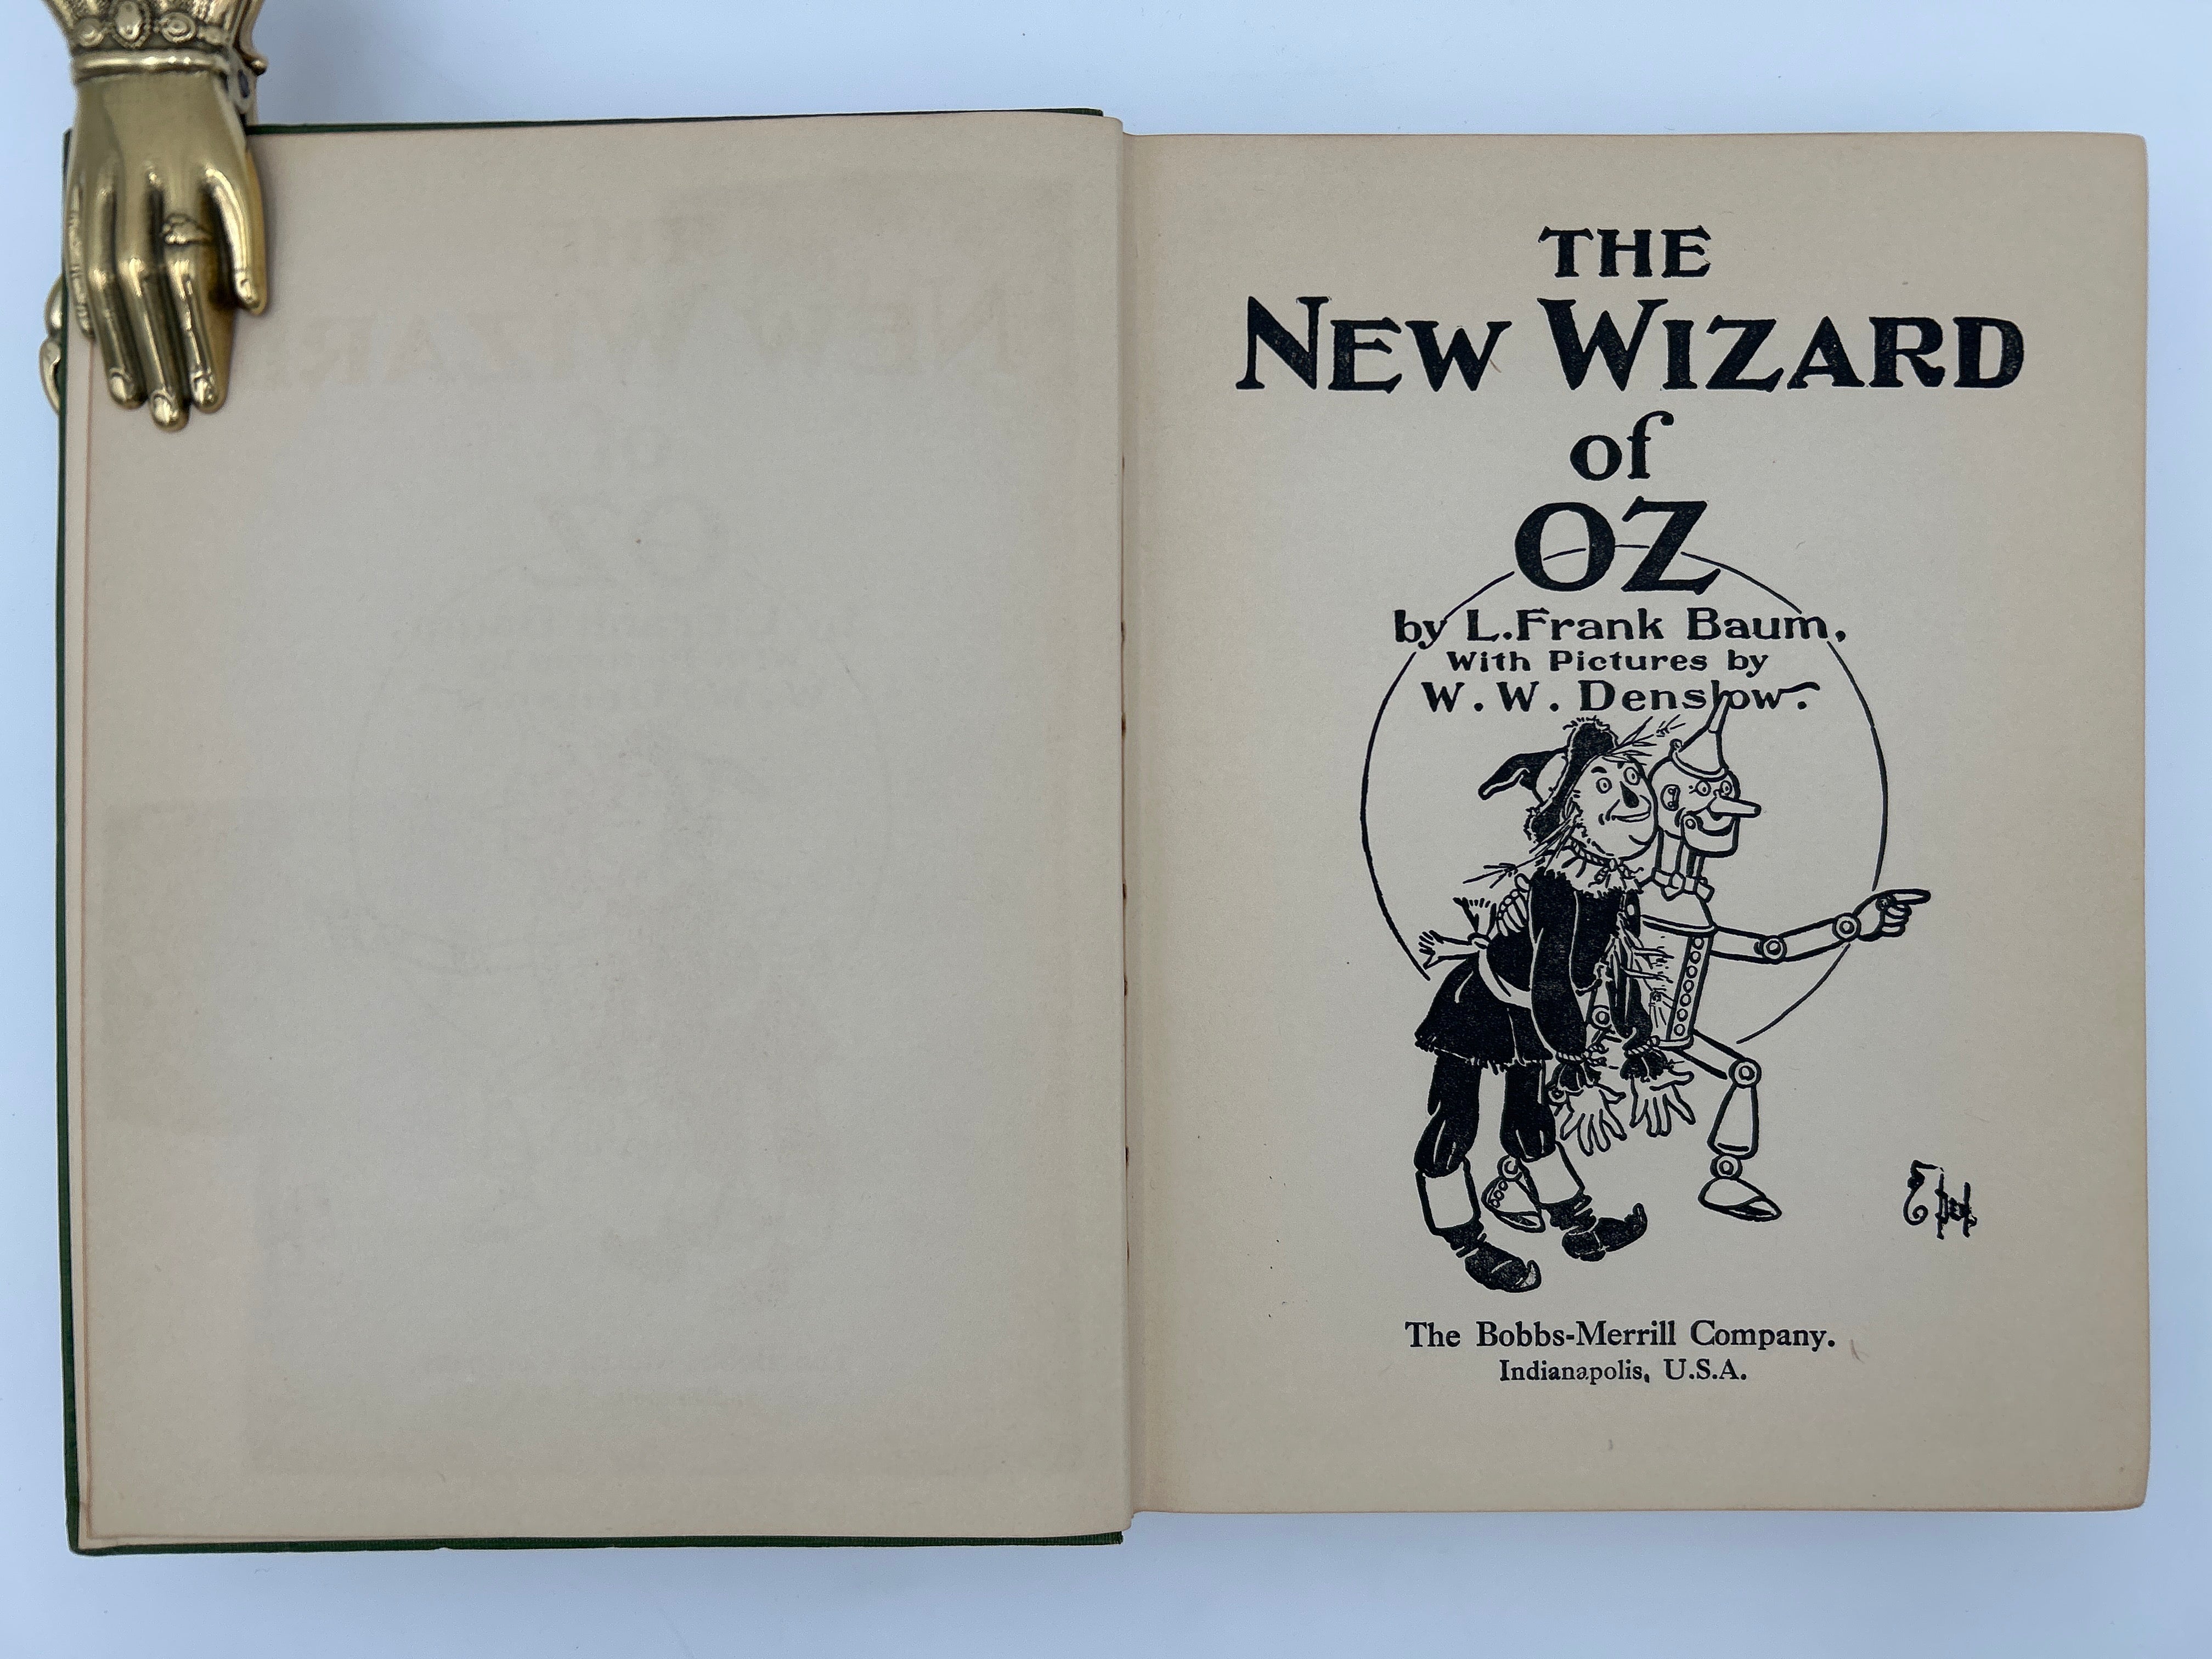 THE
NEW WIZARD
of
OZ
by L. Frank Baum,
With Pictures by
W. W. Denslow.
The Bobbs-Merrill Company.
Indianapolis, U.S.A.